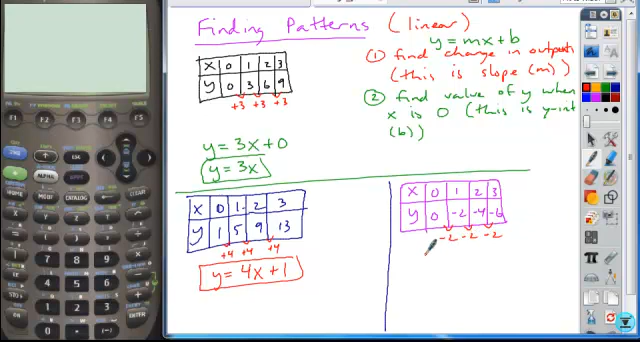 Finding Patterns (linear)
y = mx + b
① find change in outputs
(this is slope (m))
② find value of y when
x is 0 (this is y-int
(b))
X 0 1 2 3
Y 0 3 6 9
+3 +3 +3
y = 3x + 0
y = 3x
X 0 1 2 3
Y 1 5 9 13
+4 +4 +4
y = 4x + 1
X 0 1 2 3
Y 0 -2 -4 -6
-2 -2 -2